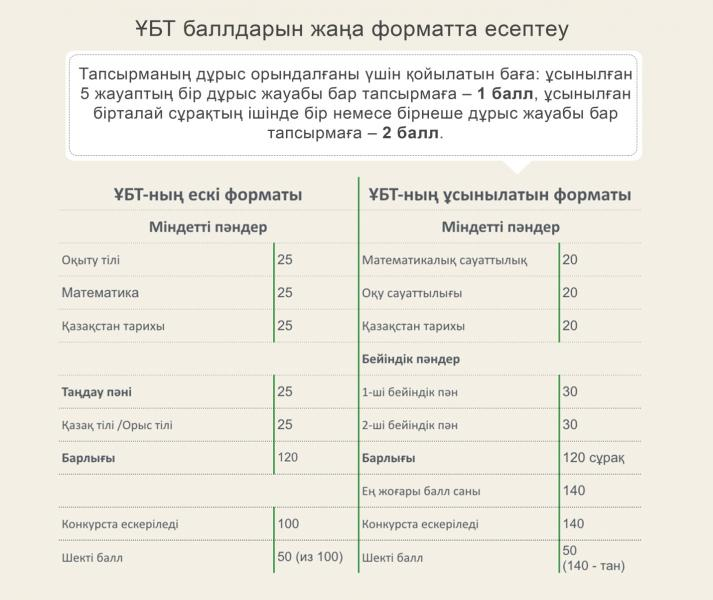 ҰБТ баллдарын жаңа форматта есептеу
Тапсырманың дұрыс орындалғаны үшін қойылатын баға: ұсынылған
5 жауаптың бір дұрыс жауабы бар тапсырмаға – 1 балл, ұсынылған
бірталай сұрақтың ішінде бір немесе бірнеше дұрыс жауабы бар
тапсырмаға – 2 балл.
ҰБТ-ның ескі форматы ҰБТ-ның ұсынылатын форматы
Міндетті пәндер Міндетті пәндер
Оқыту тілі 25 Математикалық сауаттылық 20
Математика 25 Оқу сауаттылығы 20
Қазақстан тарихы 25 Қазақстан тарихы 20
Бейіндік пәндер
Таңдау пәні 25 1-ші бейіндік пән 30
Қазақ тілі /Орыс тілі 25 2-ші бейіндік пән 30
Барлығы 120 Барлығы 120 сұрақ
Ең жоғары балл саны 140
Конкурста ескеріледі 100 Конкурста ескеріледі 140
Шекті балл 50 (из 100) Шекті балл 50
(140 - тан)